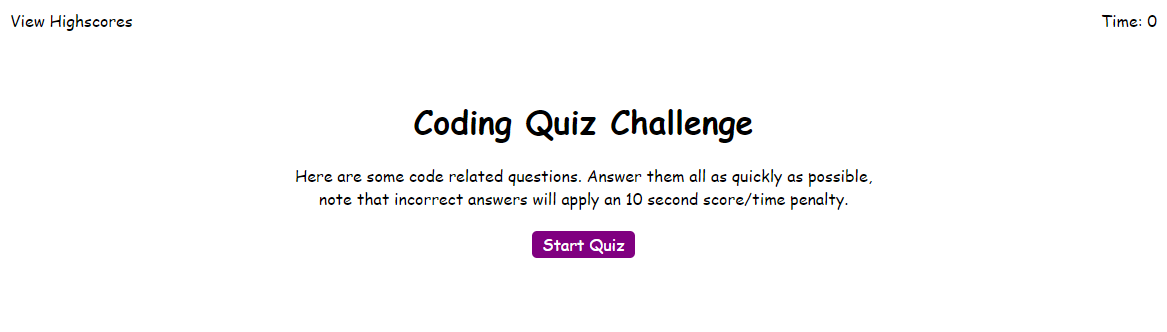 View Highscores
Time: 0
Coding Quiz Challenge
Here are some code related questions. Answer them all as quickly as possible,
note that incorrect answers will apply an 10 second score/time penalty.
Start Quiz